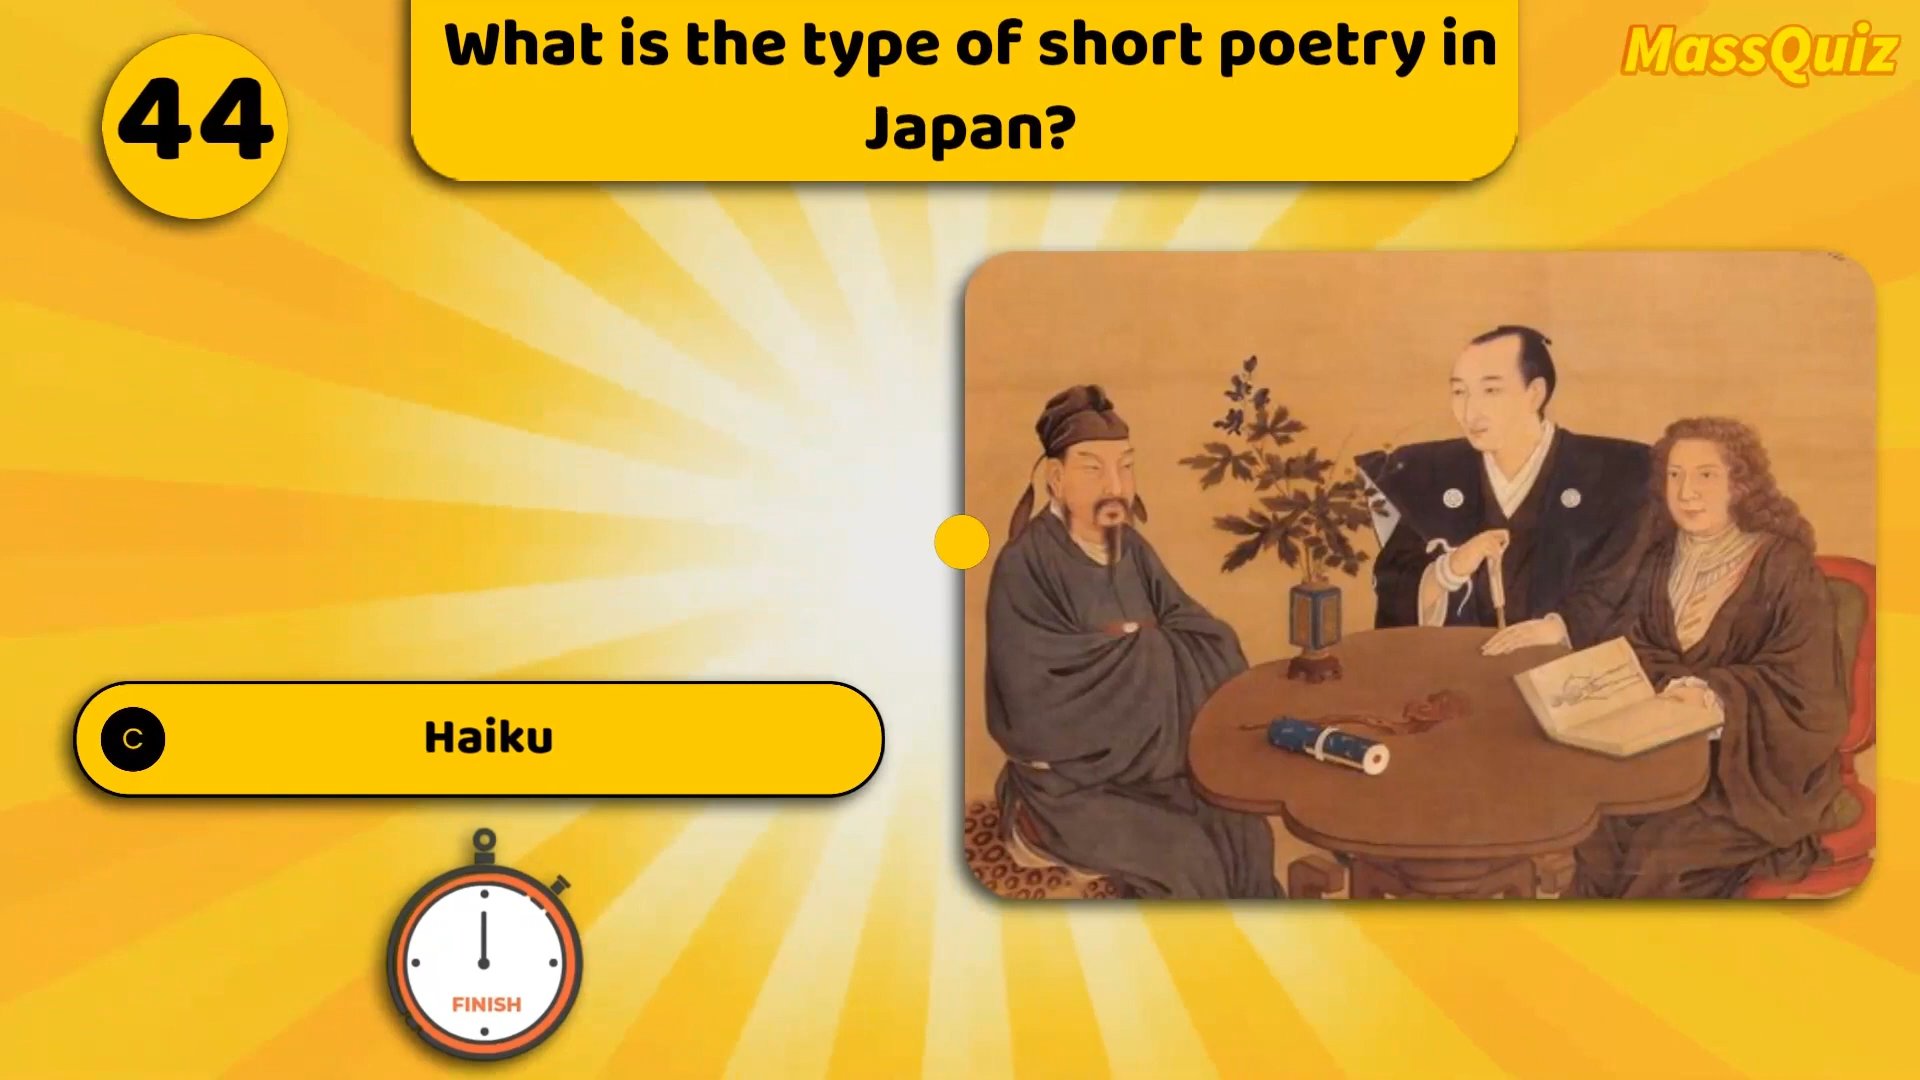 44
What is the type of short poetry in
Japan?
MassQuiz
C
Haiku
FINISH